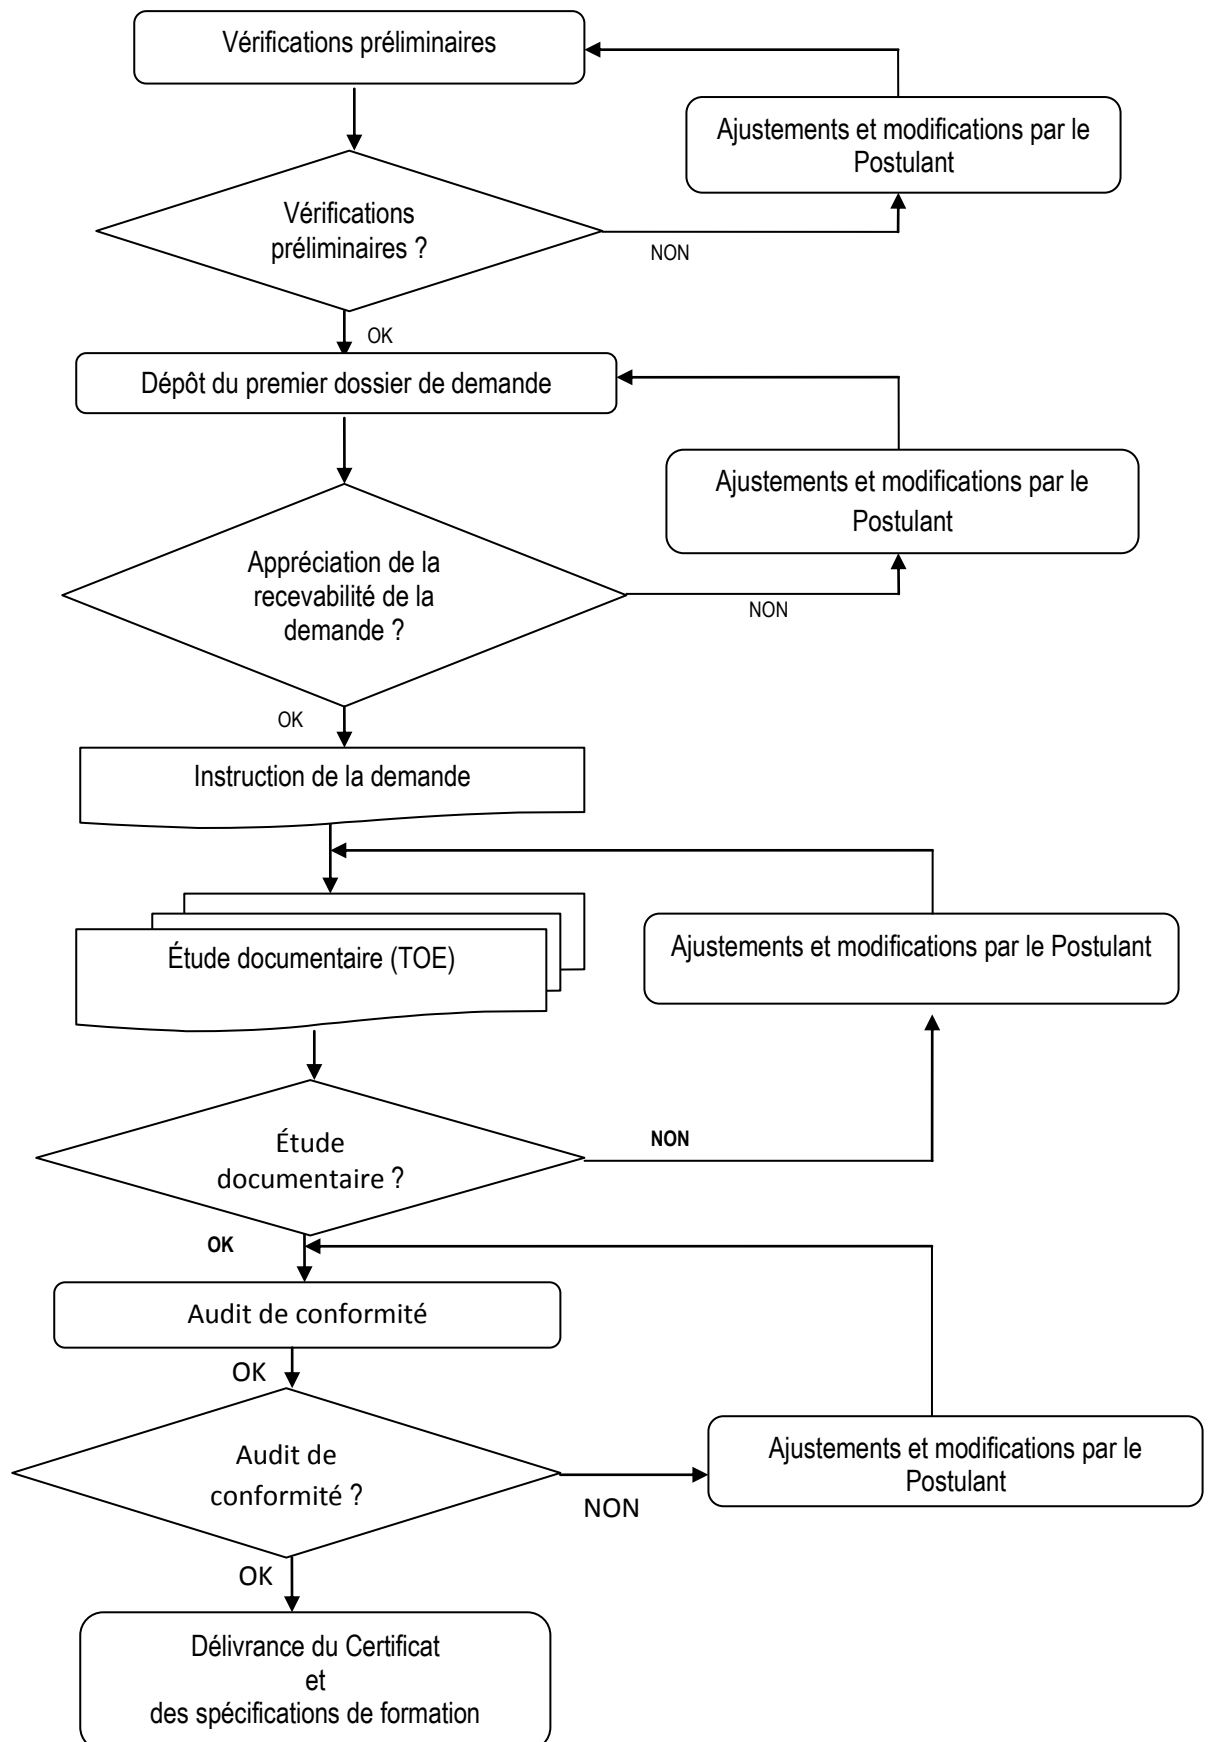 Vérifications préliminaires
Ajustements et modifications par le
Postulant
Vérifications
préliminaires ?
NON
OK
Dépôt du premier dossier de demande
Ajustements et modifications par le
Postulant
Appréciation de la
recevabilité de la
demande ?
NON
OK
Instruction de la demande
Étude documentaire (TOE)
Ajustements et modifications par le Postulant
Étude
documentaire ?
NON
OK
Audit de conformité
OK
Audit de
conformité ?
Ajustements et modifications par le
Postulant
NON
OK
Délivrance du Certificat
et
des spécifications de formation